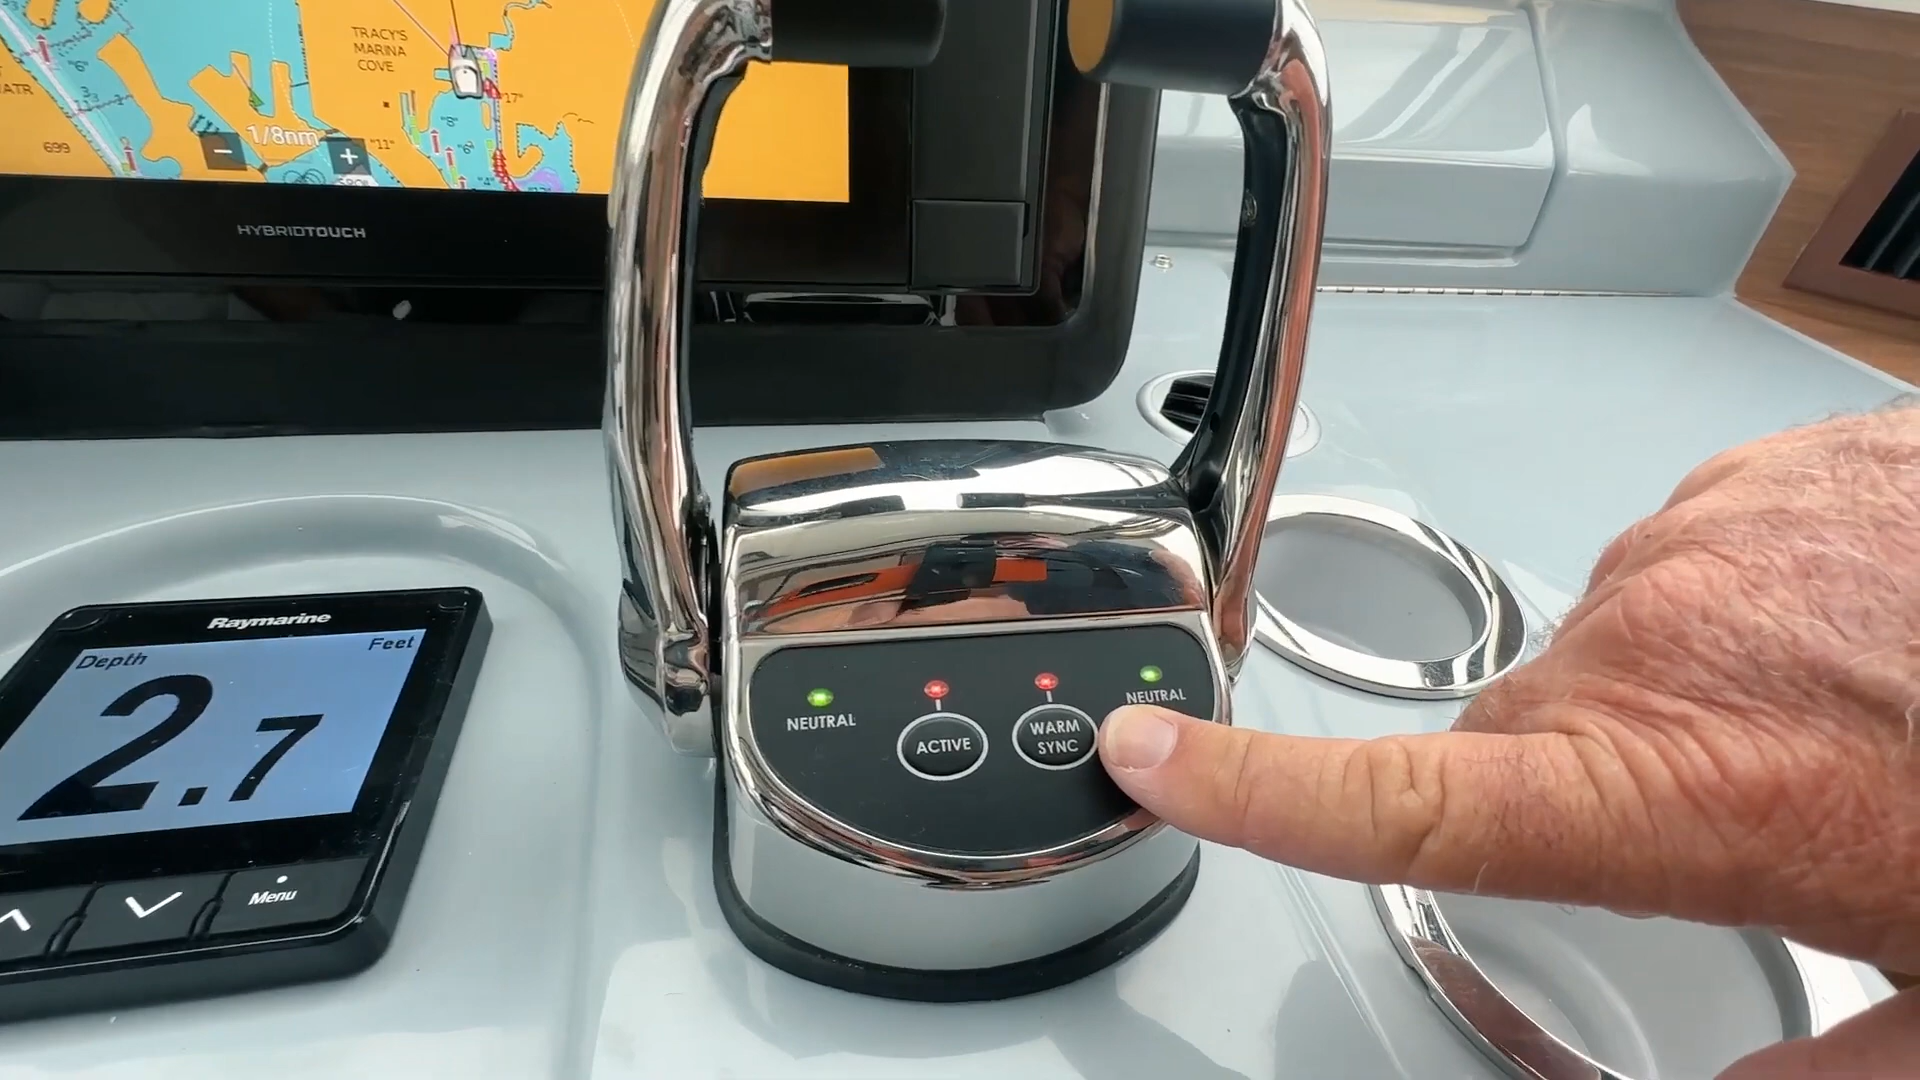 TRACY'S
MARINA
COVE
"6"
ATR
17"
"8"
"11"
699
− 1/8nm +
HYBRIDTOUCH
Raymarine
Depth
Feet
2.7
Menu
NEUTRAL
ACTIVE
WARM
SYNC
NEUTRAL